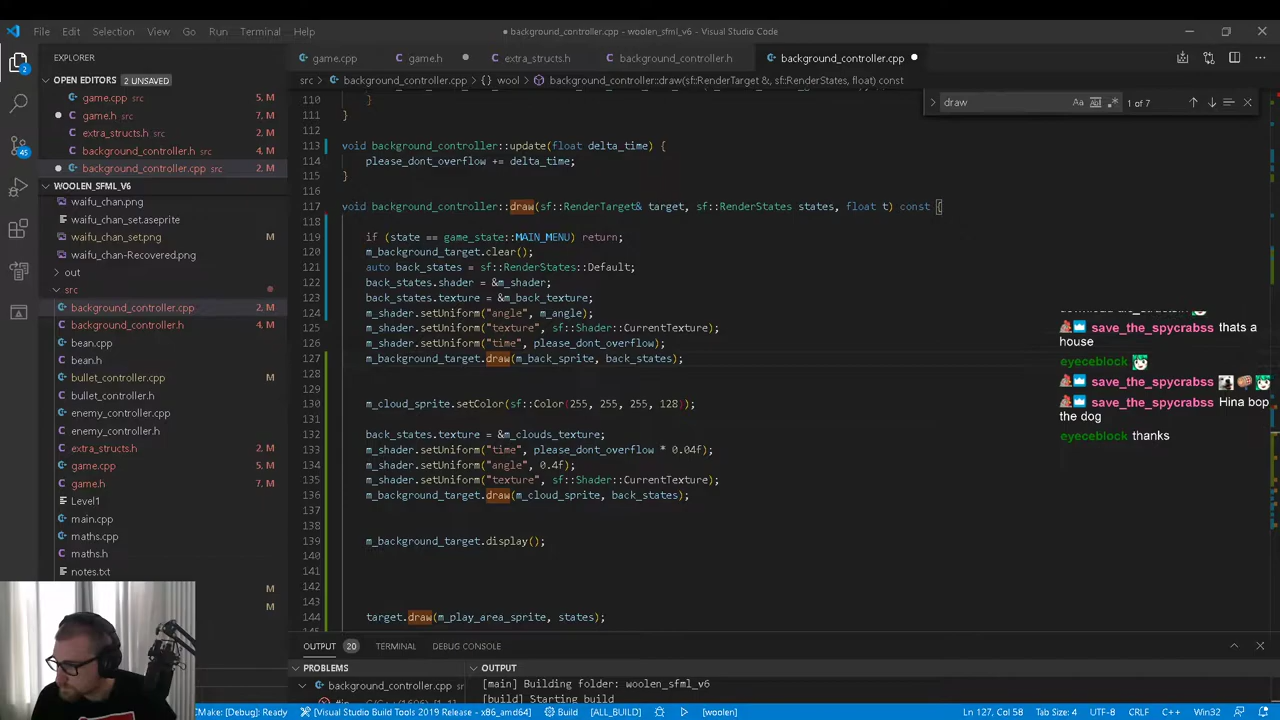 File Edit Selection View Go Run Terminal Help
background_controller.cpp - woolen_sfml_v6 - Visual Studio Code
EXPLORER
OPEN EDITORS 2 UNSAVED
game.cpp src 5, M
game.h src 7, M
extra_structs.h src
background_controller.h src 4, M
background_controller.cpp src 2, M
WOOLEN_SFML_V6
waifu_chan.png
waifu_chan_set.aseprite
waifu_chan_set.png M
waifu_chan-Recovered.png
out
src
background_controller.cpp 2, M
background_controller.h 4, M
bean.cpp
bean.h
bullet_controller.cpp M
bullet_controller.h
enemy_controller.cpp
enemy_controller.h
extra_structs.h 6, M
game.cpp 5, M
game.h 7, M
Level1
main.cpp
maths.cpp
maths.h
notes.txt
M
M
2
45
game.cpp game.h extra_structs.h background_controller.h background_controller.cpp
src > background_controller.cpp > {} wool > background_controller::draw(sf::RenderTarget &, sf::RenderStates, float) const
draw Aa 1 of 7
110 }
111 }
112
113 void background_controller::update(float delta_time) {
114 please_dont_overflow += delta_time;
115 }
116
117 void background_controller::draw(sf::RenderTarget& target, sf::RenderStates states, float t) const {
118
119 if (state == game_state::MAIN_MENU) return;
120 m_background_target.clear();
121 auto back_states = sf::RenderStates::Default;
122 back_states.shader = &m_shader;
123 back_states.texture = &m_back_texture;
124 m_shader.setUniform("angle", m_angle);
125 m_shader.setUniform("texture", sf::Shader::CurrentTexture);
126 m_shader.setUniform("time", please_dont_overflow);
127 m_background_target.draw(m_back_sprite, back_states);
128
129
130 m_cloud_sprite.setColor(sf::Color(255, 255, 255, 128));
131
132 back_states.texture = &m_clouds_texture;
133 m_shader.setUniform("time", please_dont_overflow * 0.04f);
134 m_shader.setUniform("angle", 0.4f);
135 m_shader.setUniform("texture", sf::Shader::CurrentTexture);
136 m_background_target.draw(m_cloud_sprite, back_states);
137
138
139 m_background_target.display();
140
141
142
143
144 target.draw(m_play_area_sprite, states);
save_the_spycrabss thats a
house
eyeceblock
save_the_spycrabss
save_the_spycrabss Hina bop
the dog
eyeceblock thanks
OUTPUT 20 TERMINAL DEBUG CONSOLE
PROBLEMS
background_controller.cpp
OUTPUT
[main] Building folder: woolen_sfml_v6
[build] Starting build
CMake: [Debug]: Ready [Visual Studio Build Tools 2019 Release - x86_amd64] Build [ALL_BUILD] [woolen] Ln 127, Col 58 Tab Size: 4 UTF-8 CRLF C++ Win32